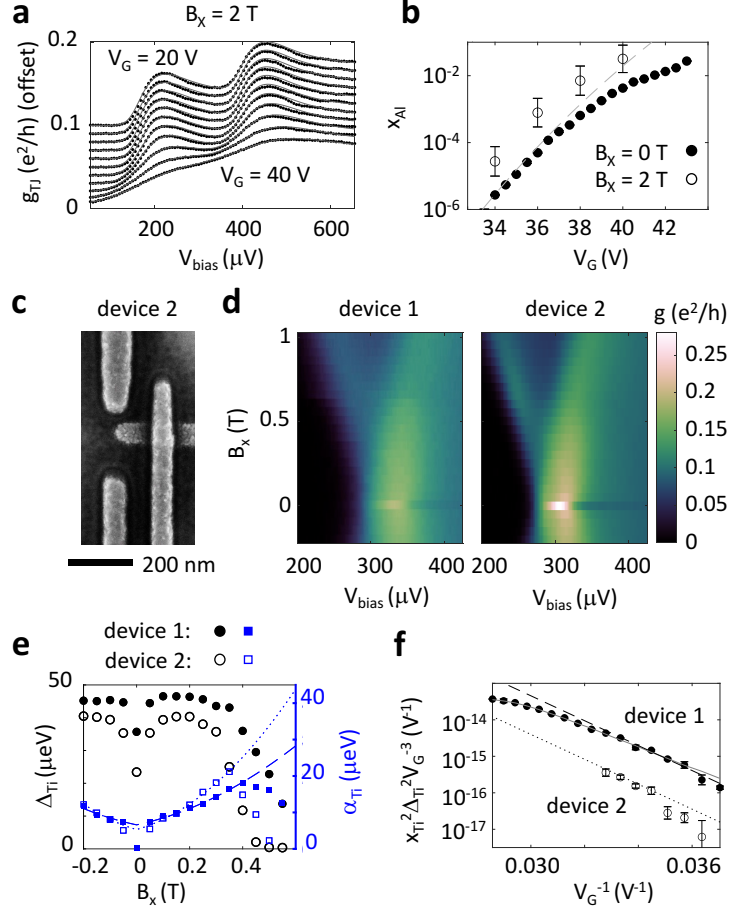 a
B_X = 2 T
0.2
0.1
0
g_TJ (e²/h) (offset)
V_G = 20 V
V_G = 40 V
200 400 600
V_bias (μV)
b
10⁻²
10⁻⁴
10⁻⁶
x_Al
B_X = 0 T
B_X = 2 T
34 36 38 40 42
V_G (V)
c
device 2
200 nm
d
device 1
device 2
g (e²/h)
1
0.5
0
B_x (T)
200 300 400
V_bias (μV)
200 300 400
V_bias (μV)
0.25
0.2
0.15
0.1
0.05
0
e
device 1:
device 2:
50
0
Δ_Ti (μeV)
40
20
0
α_Ti (μeV)
-0.2 0 0.2 0.4
B_x (T)
f
10⁻¹⁴
10⁻¹⁵
10⁻¹⁶
10⁻¹⁷
x_Ti² Δ_Ti² V_G⁻³ (V⁻¹)
device 1
device 2
0.030 0.036
V_G⁻¹ (V⁻¹)